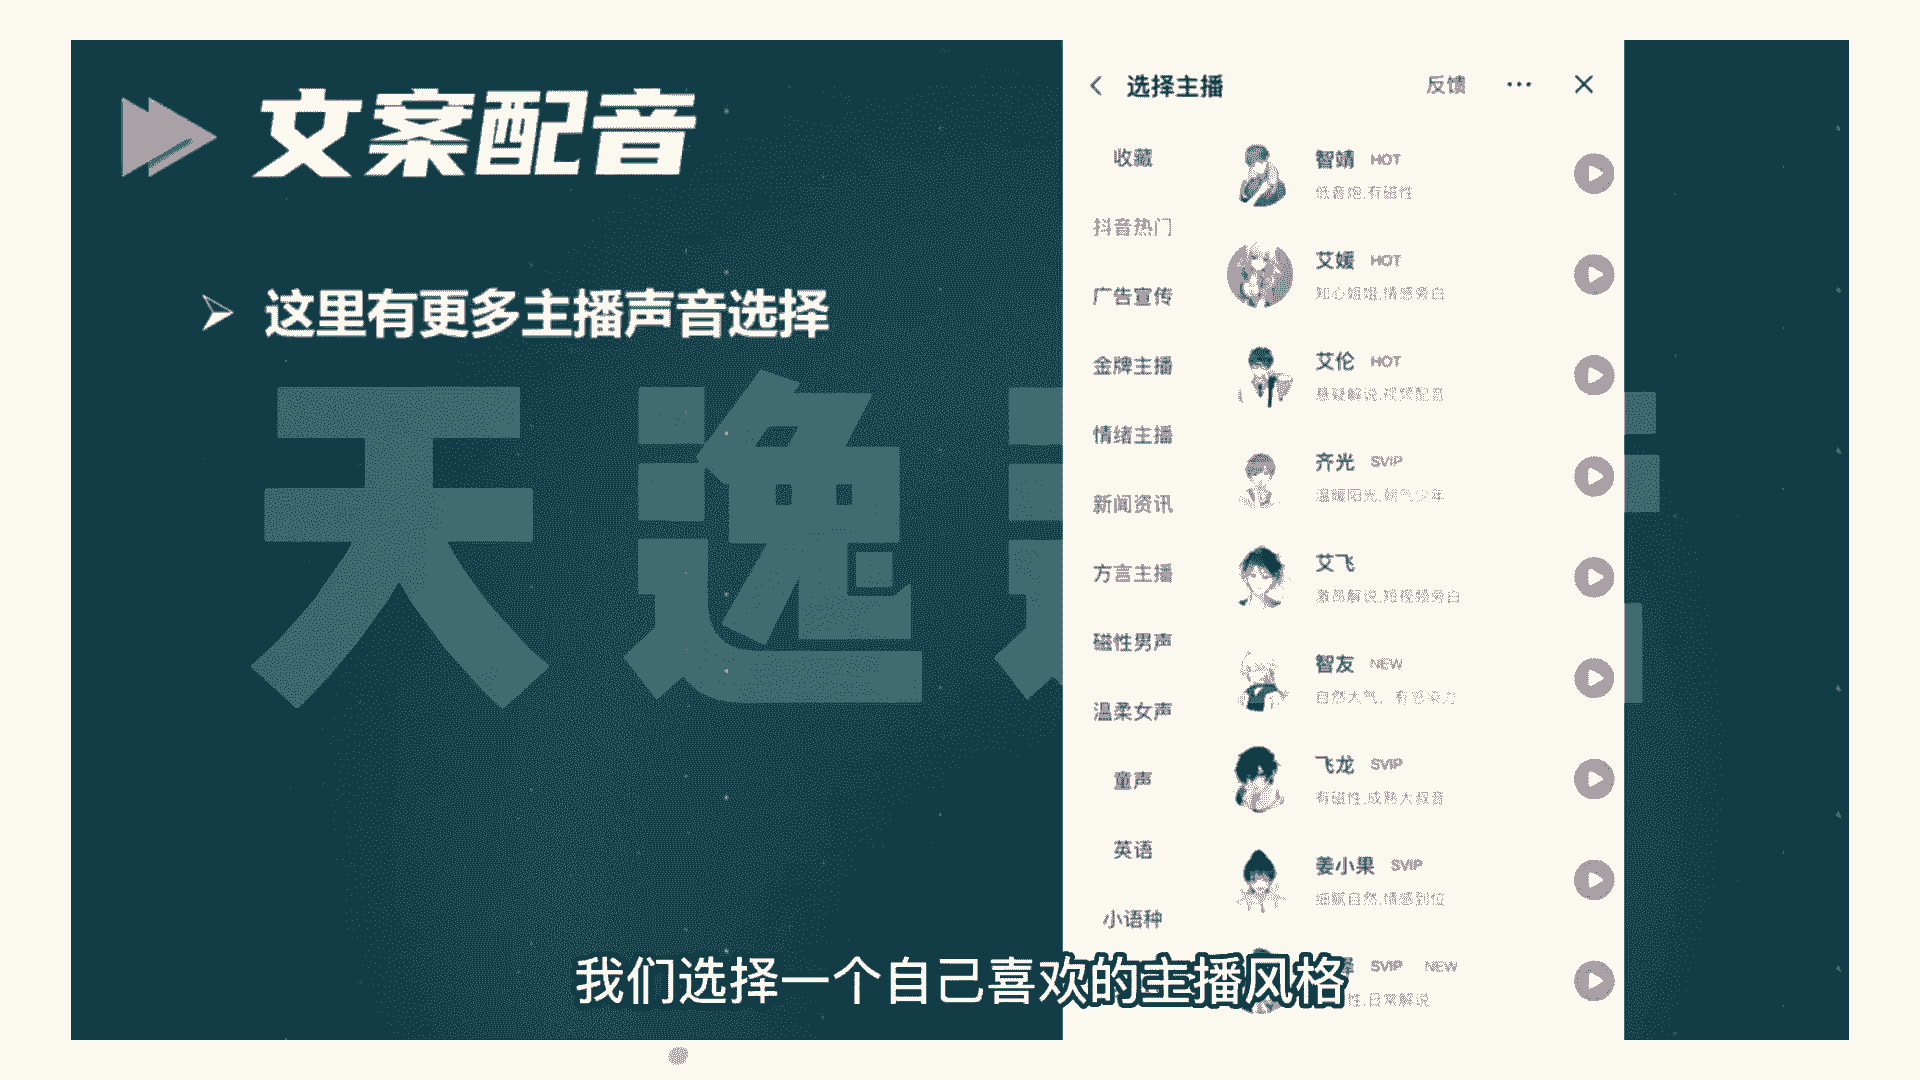 文案配音
这里有更多主播声音选择
天逸
选择主播
反馈
收藏
抖音热门
广告宣传
金牌主播
情绪主播
新闻资讯
方言主播
磁性男声
温柔女声
童声
英语
小语种
智靖 HOT
低音炮,有磁性
艾媛 HOT
知心姐姐,情感旁白
艾伦 HOT
悬疑解说,视频配音
齐光 SVIP
温暖阳光,朝气少年
艾飞
激昂解说,短视频旁白
智友 NEW
自然大气,有感染力
飞龙 SVIP
有磁性,成熟大叔音
姜小果 SVIP
细腻自然,情感到位
SVIP NEW
性,日常解说
我们选择一个自己喜欢的主播风格